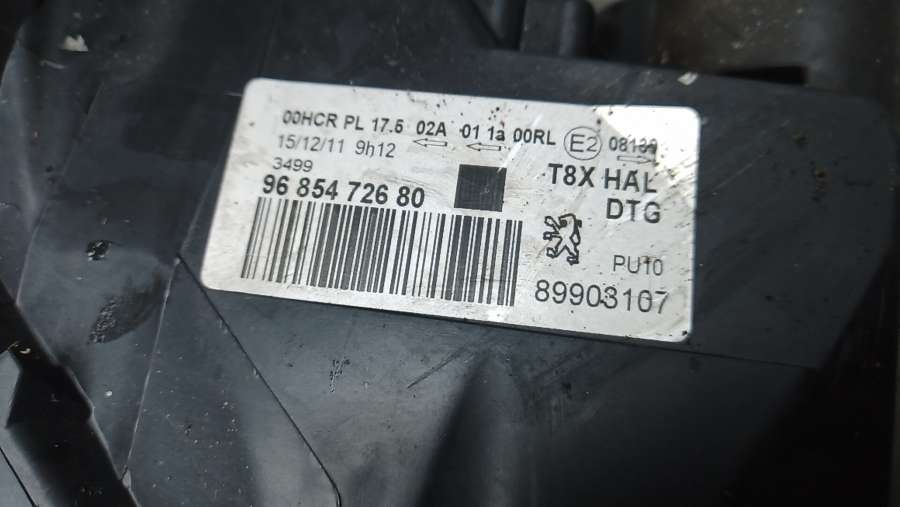 00HCR PL 17.5 02A 01 1a 00RL E2
15/12/11 9h12
3499
96 854 726 80
T8X HAL
DTG
PU10
89903107